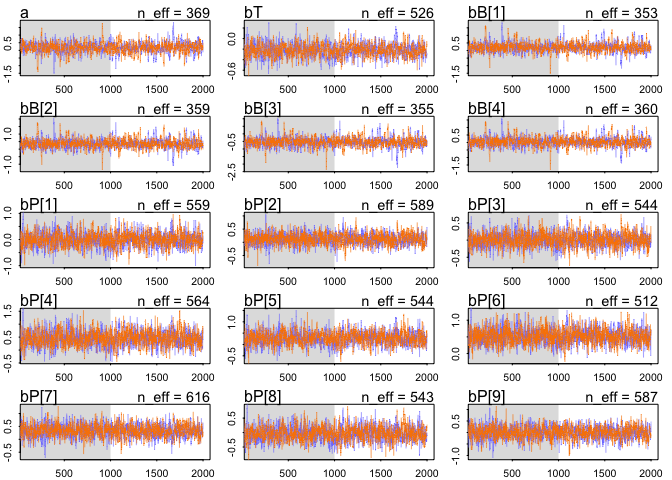 a n_eff = 369 bT n_eff = 526 bB[1] n_eff = 353
0.5 -1.5 0.0 -0.6 0.5 -1.5
500 1000 1500 2000 500 1000 1500 2000 500 1000 1500 2000
bB[2] n_eff = 359 bB[3] n_eff = 355 bB[4] n_eff = 360
1.0 -1.0 -0.5 -2.5 0.5 -1.5
500 1000 1500 2000 500 1000 1500 2000 500 1000 1500 2000
bP[1] n_eff = 559 bP[2] n_eff = 589 bP[3] n_eff = 544
1.0 0.0 -1.0 0.5 -0.5 0.5 -0.5
500 1000 1500 2000 500 1000 1500 2000 500 1000 1500 2000
bP[4] n_eff = 564 bP[5] n_eff = 544 bP[6] n_eff = 512
1.5 0.5 -0.5 1.0 -0.5 1.0 0.0
500 1000 1500 2000 500 1000 1500 2000 500 1000 1500 2000
bP[7] n_eff = 616 bP[8] n_eff = 543 bP[9] n_eff = 587
0.5 -0.5 0.5 -0.5 0.5 -1.0
500 1000 1500 2000 500 1000 1500 2000 500 1000 1500 2000